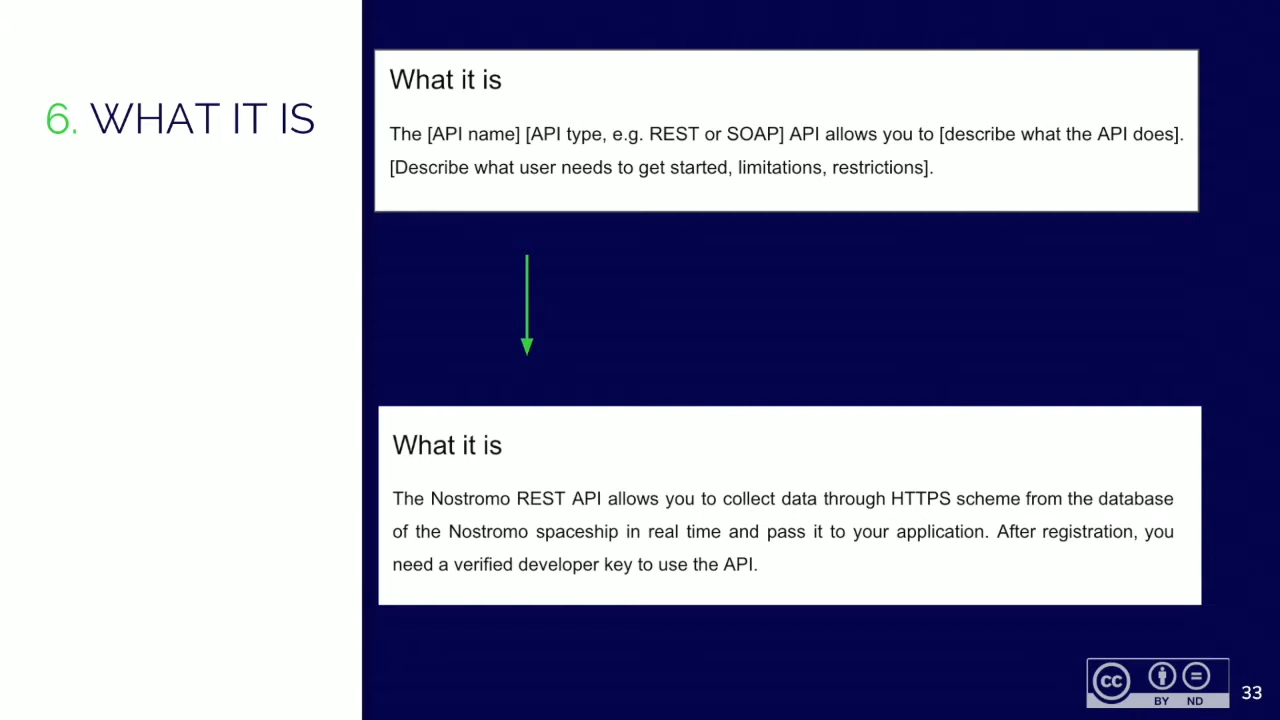 6. WHAT IT IS
What it is
The [API name] [API type, e.g. REST or SOAP] API allows you to [describe what the API does].
[Describe what user needs to get started, limitations, restrictions].
What it is
The Nostromo REST API allows you to collect data through HTTPS scheme from the database
of the Nostromo spaceship in real time and pass it to your application. After registration, you
need a verified developer key to use the API.
CC
BY ND
33